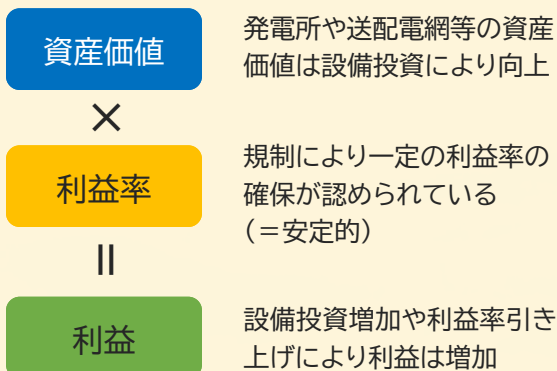 資産価値
発電所や送配電網等の資産
価値は設備投資により向上
×
利益率
規制により一定の利益率の
確保が認められている
(=安定的)
=
利益
設備投資増加や利益率引き
上げにより利益は増加